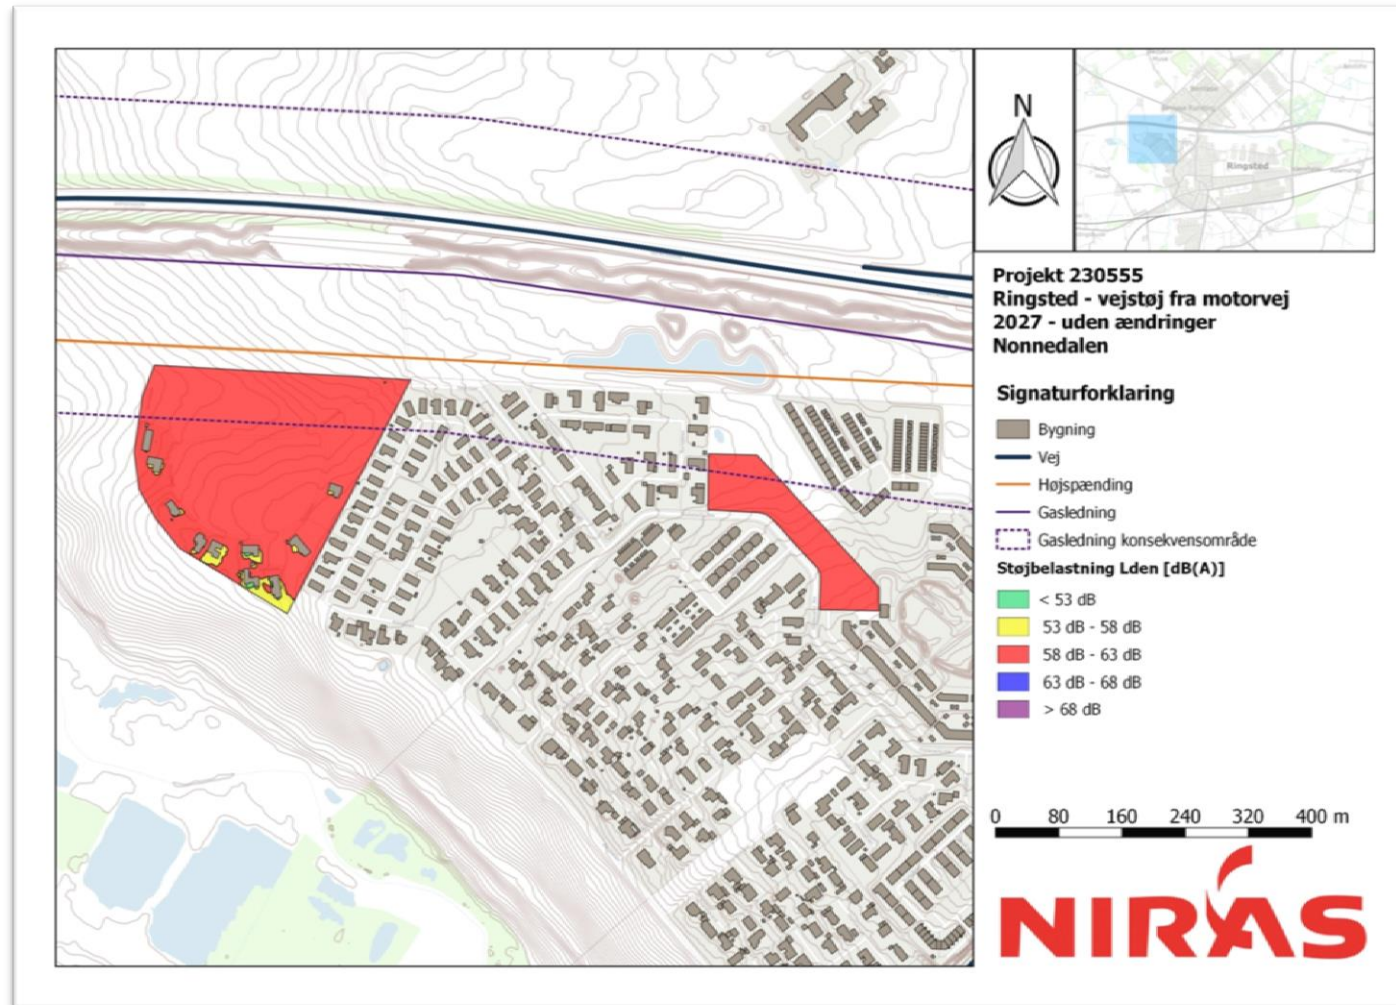 N
Ringsted
Projekt 230555
Ringsted - vejstøj fra motorvej
2027 - uden ændringer
Nonnedalen
Signaturforklaring
Bygning
Vej
Højspænding
Gasledning
Gasledning konsekvensområde
Støjbelastning Lden [dB(A)]
< 53 dB
53 dB - 58 dB
58 dB - 63 dB
63 dB - 68 dB
> 68 dB
0 80 160 240 320 400 m
NIRAS